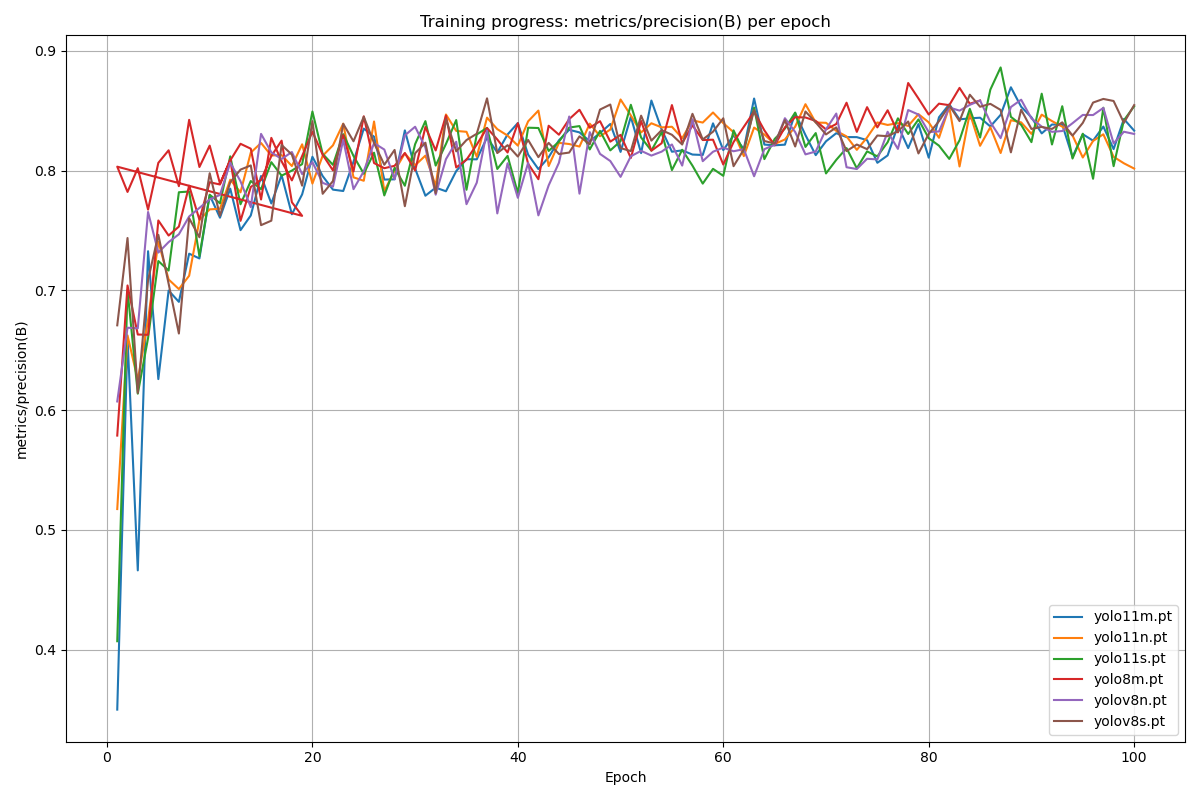 Training progress: metrics/precision(B) per epoch
metrics/precision(B)
0.9
0.8
0.7
0.6
0.5
0.4
0 20 40 60 80 100
Epoch
yolo11m.pt
yolo11n.pt
yolo11s.pt
yolo8m.pt
yolov8n.pt
yolov8s.pt